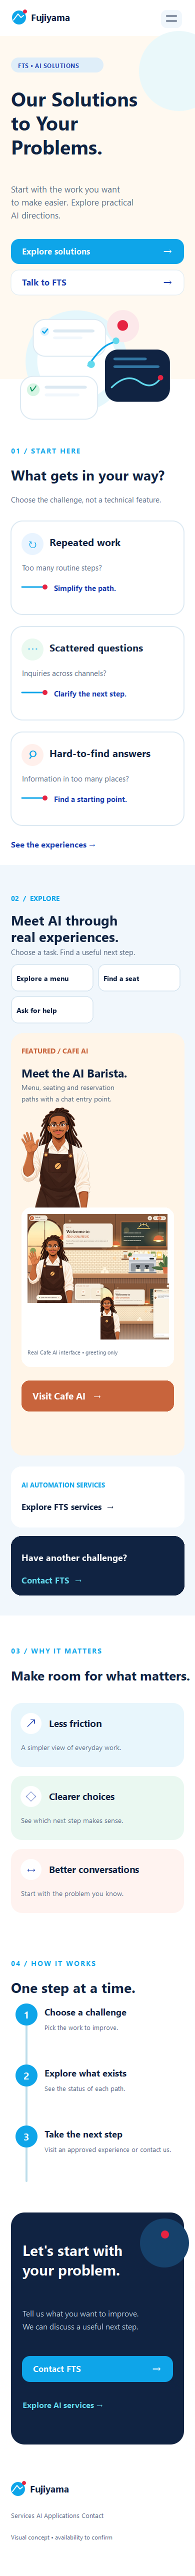 Fujiyama
FTS • AI SOLUTIONS
Our Solutions
to Your
Problems.
Start with the work you want
to make easier. Explore practical
AI directions.
Explore solutions →
Talk to FTS →
01 / START HERE
What gets in your way?
Choose the challenge, not a technical feature.
Repeated work
Too many routine steps?
Simplify the path.
Scattered questions
Inquiries across channels?
Clarify the next step.
Hard-to-find answers
Information in too many places?
Find a starting point.
See the experiences →
02 / EXPLORE
Meet AI through
real experiences.
Choose a task. Find a useful next step.
Explore a menu
Find a seat
Ask for help
FEATURED / CAFE AI
Meet the AI Barista.
Menu, seating and reservation
paths with a chat entry point.
Welcome to
Real Cafe AI interface • greeting only
Visit Cafe AI →
AI AUTOMATION SERVICES
Explore FTS services →
Have another challenge?
Contact FTS →
03 / WHY IT MATTERS
Make room for what matters.
Less friction
A simpler view of everyday work.
Clearer choices
See which next step makes sense.
Better conversations
Start with the problem you know.
04 / HOW IT WORKS
One step at a time.
1
Choose a challenge
Pick the work to improve.
2
Explore what exists
See the status of each path.
3
Take the next step
Visit an approved experience or contact us.
Let's start with
your problem.
Tell us what you want to improve.
We can discuss a useful next step.
Contact FTS →
Explore AI services →
Fujiyama
Services AI Applications Contact
Visual concept • availability to confirm